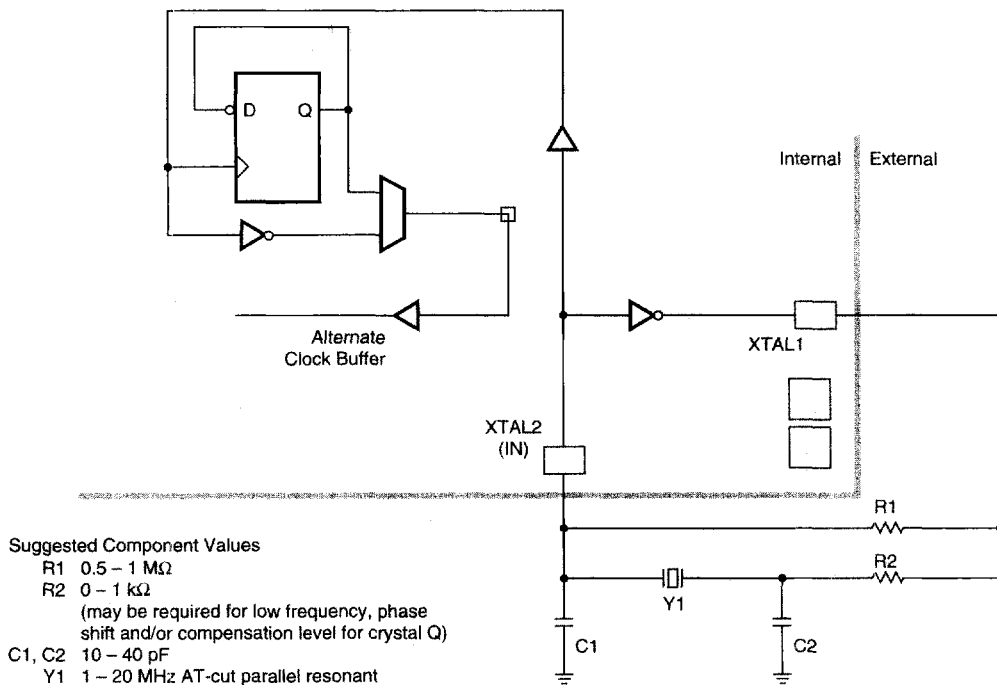 D Q
Internal External
Alternate
Clock Buffer
XTAL1
XTAL2
(IN)
R1
R2
Y1
C1 C2
Suggested Component Values
R1 0.5 – 1 MΩ
R2 0 – 1 kΩ
(may be required for low frequency, phase
shift and/or compensation level for crystal Q)
C1, C2 10 – 40 pF
Y1 1 – 20 MHz AT-cut parallel resonant